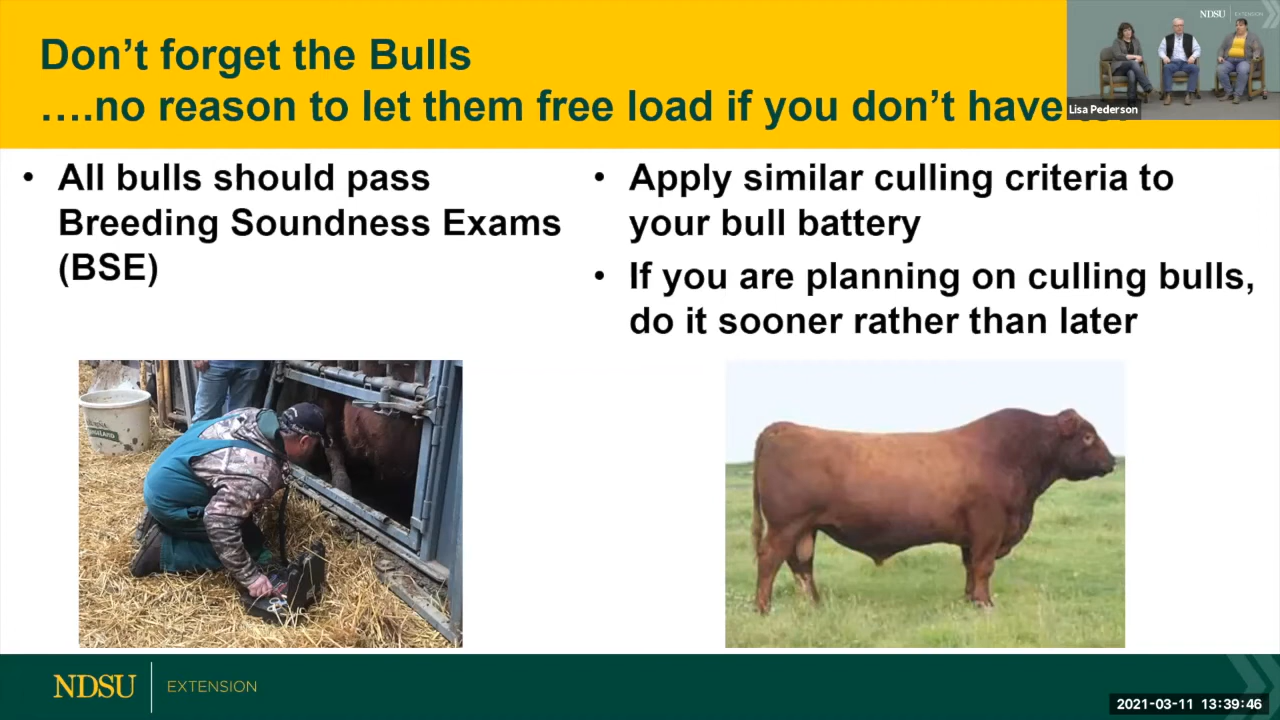 Don’t forget the Bulls
….no reason to let them free load if you don’t have
NDSU EXTENSION
Lisa Pederson
• All bulls should pass
Breeding Soundness Exams
(BSE)
• Apply similar culling criteria to
your bull battery
• If you are planning on culling bulls,
do it sooner rather than later
NDSU EXTENSION
2021-03-11 13:39:46